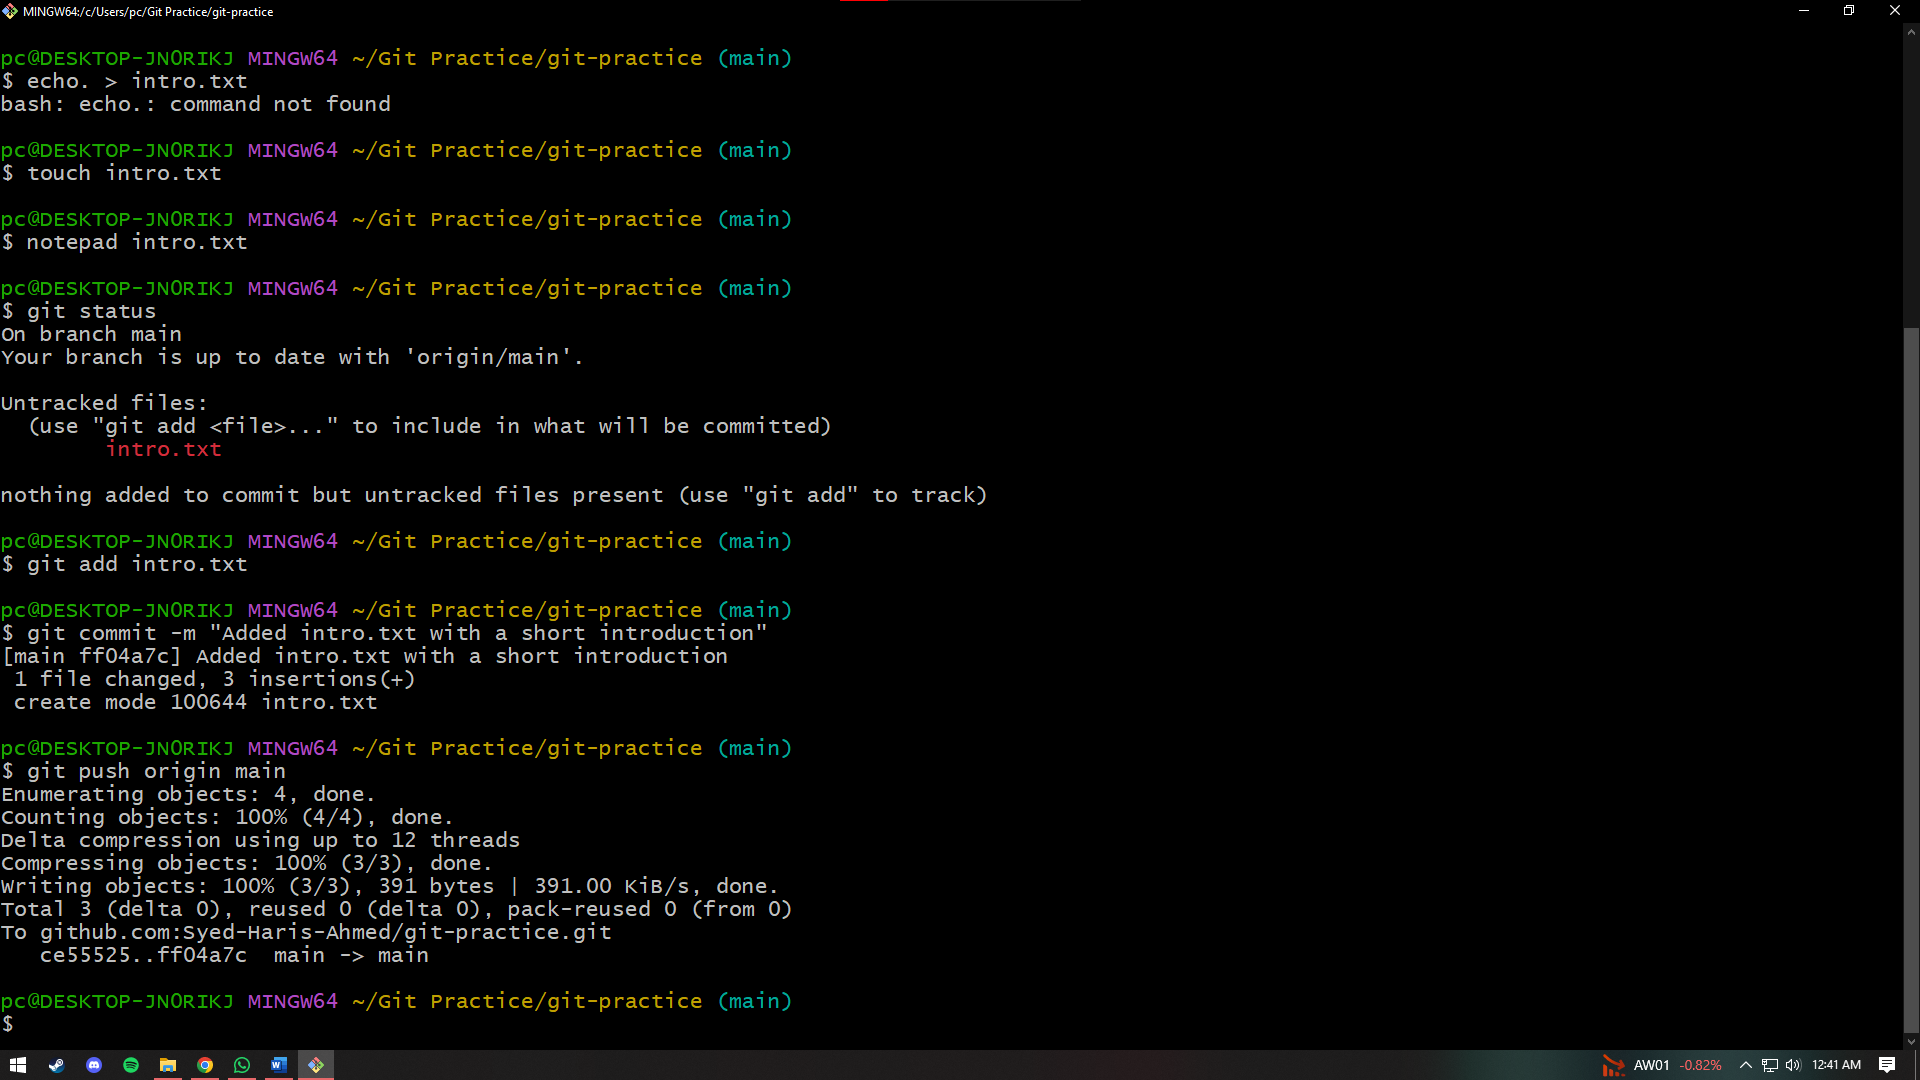 MINGW64:/c/Users/pc/Git Practice/git-practice
pc@DESKTOP-JN0RIKJ MINGW64 ~/Git Practice/git-practice (main)
$ echo. > intro.txt
bash: echo.: command not found
pc@DESKTOP-JN0RIKJ MINGW64 ~/Git Practice/git-practice (main)
$ touch intro.txt
pc@DESKTOP-JN0RIKJ MINGW64 ~/Git Practice/git-practice (main)
$ notepad intro.txt
pc@DESKTOP-JN0RIKJ MINGW64 ~/Git Practice/git-practice (main)
$ git status
On branch main
Your branch is up to date with 'origin/main'.
Untracked files:
  (use "git add <file>..." to include in what will be committed)
        intro.txt
nothing added to commit but untracked files present (use "git add" to track)
pc@DESKTOP-JN0RIKJ MINGW64 ~/Git Practice/git-practice (main)
$ git add intro.txt
pc@DESKTOP-JN0RIKJ MINGW64 ~/Git Practice/git-practice (main)
$ git commit -m "Added intro.txt with a short introduction"
[main ff04a7c] Added intro.txt with a short introduction
 1 file changed, 3 insertions(+)
 create mode 100644 intro.txt
pc@DESKTOP-JN0RIKJ MINGW64 ~/Git Practice/git-practice (main)
$ git push origin main
Enumerating objects: 4, done.
Counting objects: 100% (4/4), done.
Delta compression using up to 12 threads
Compressing objects: 100% (3/3), done.
Writing objects: 100% (3/3), 391 bytes | 391.00 KiB/s, done.
Total 3 (delta 0), reused 0 (delta 0), pack-reused 0 (from 0)
To github.com:Syed-Haris-Ahmed/git-practice.git
   ce55525..ff04a7c  main -> main
pc@DESKTOP-JN0RIKJ MINGW64 ~/Git Practice/git-practice (main)
$
AW01 -0.82% 12:41 AM